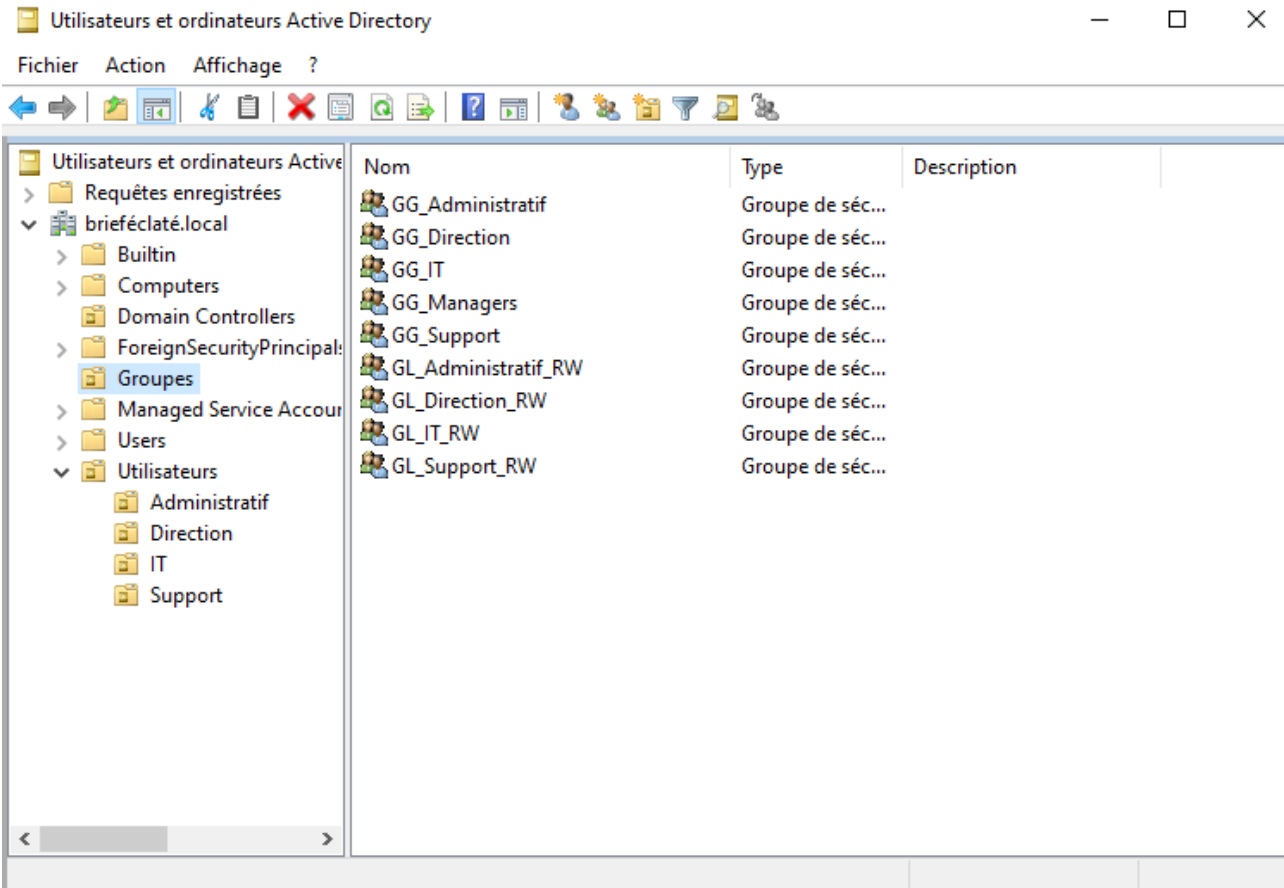 Utilisateurs et ordinateurs Active Directory
Fichier Action Affichage ?
Utilisateurs et ordinateurs Active
Requêtes enregistrées
brieféclaté.local
Builtin
Computers
Domain Controllers
ForeignSecurityPrincipals
Groupes
Managed Service Accour
Users
Utilisateurs
Administratif
Direction
IT
Support
Nom Type Description
GG_Administratif Groupe de séc...
GG_Direction Groupe de séc...
GG_IT Groupe de séc...
GG_Managers Groupe de séc...
GG_Support Groupe de séc...
GL_Administratif_RW Groupe de séc...
GL_Direction_RW Groupe de séc...
GL_IT_RW Groupe de séc...
GL_Support_RW Groupe de séc...